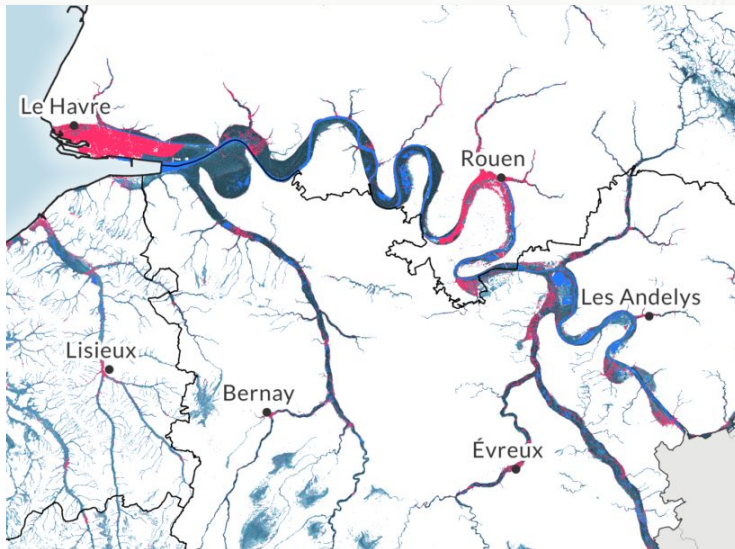 Le Havre
Rouen
Les Andelys
Lisieux
Bernay
Évreux